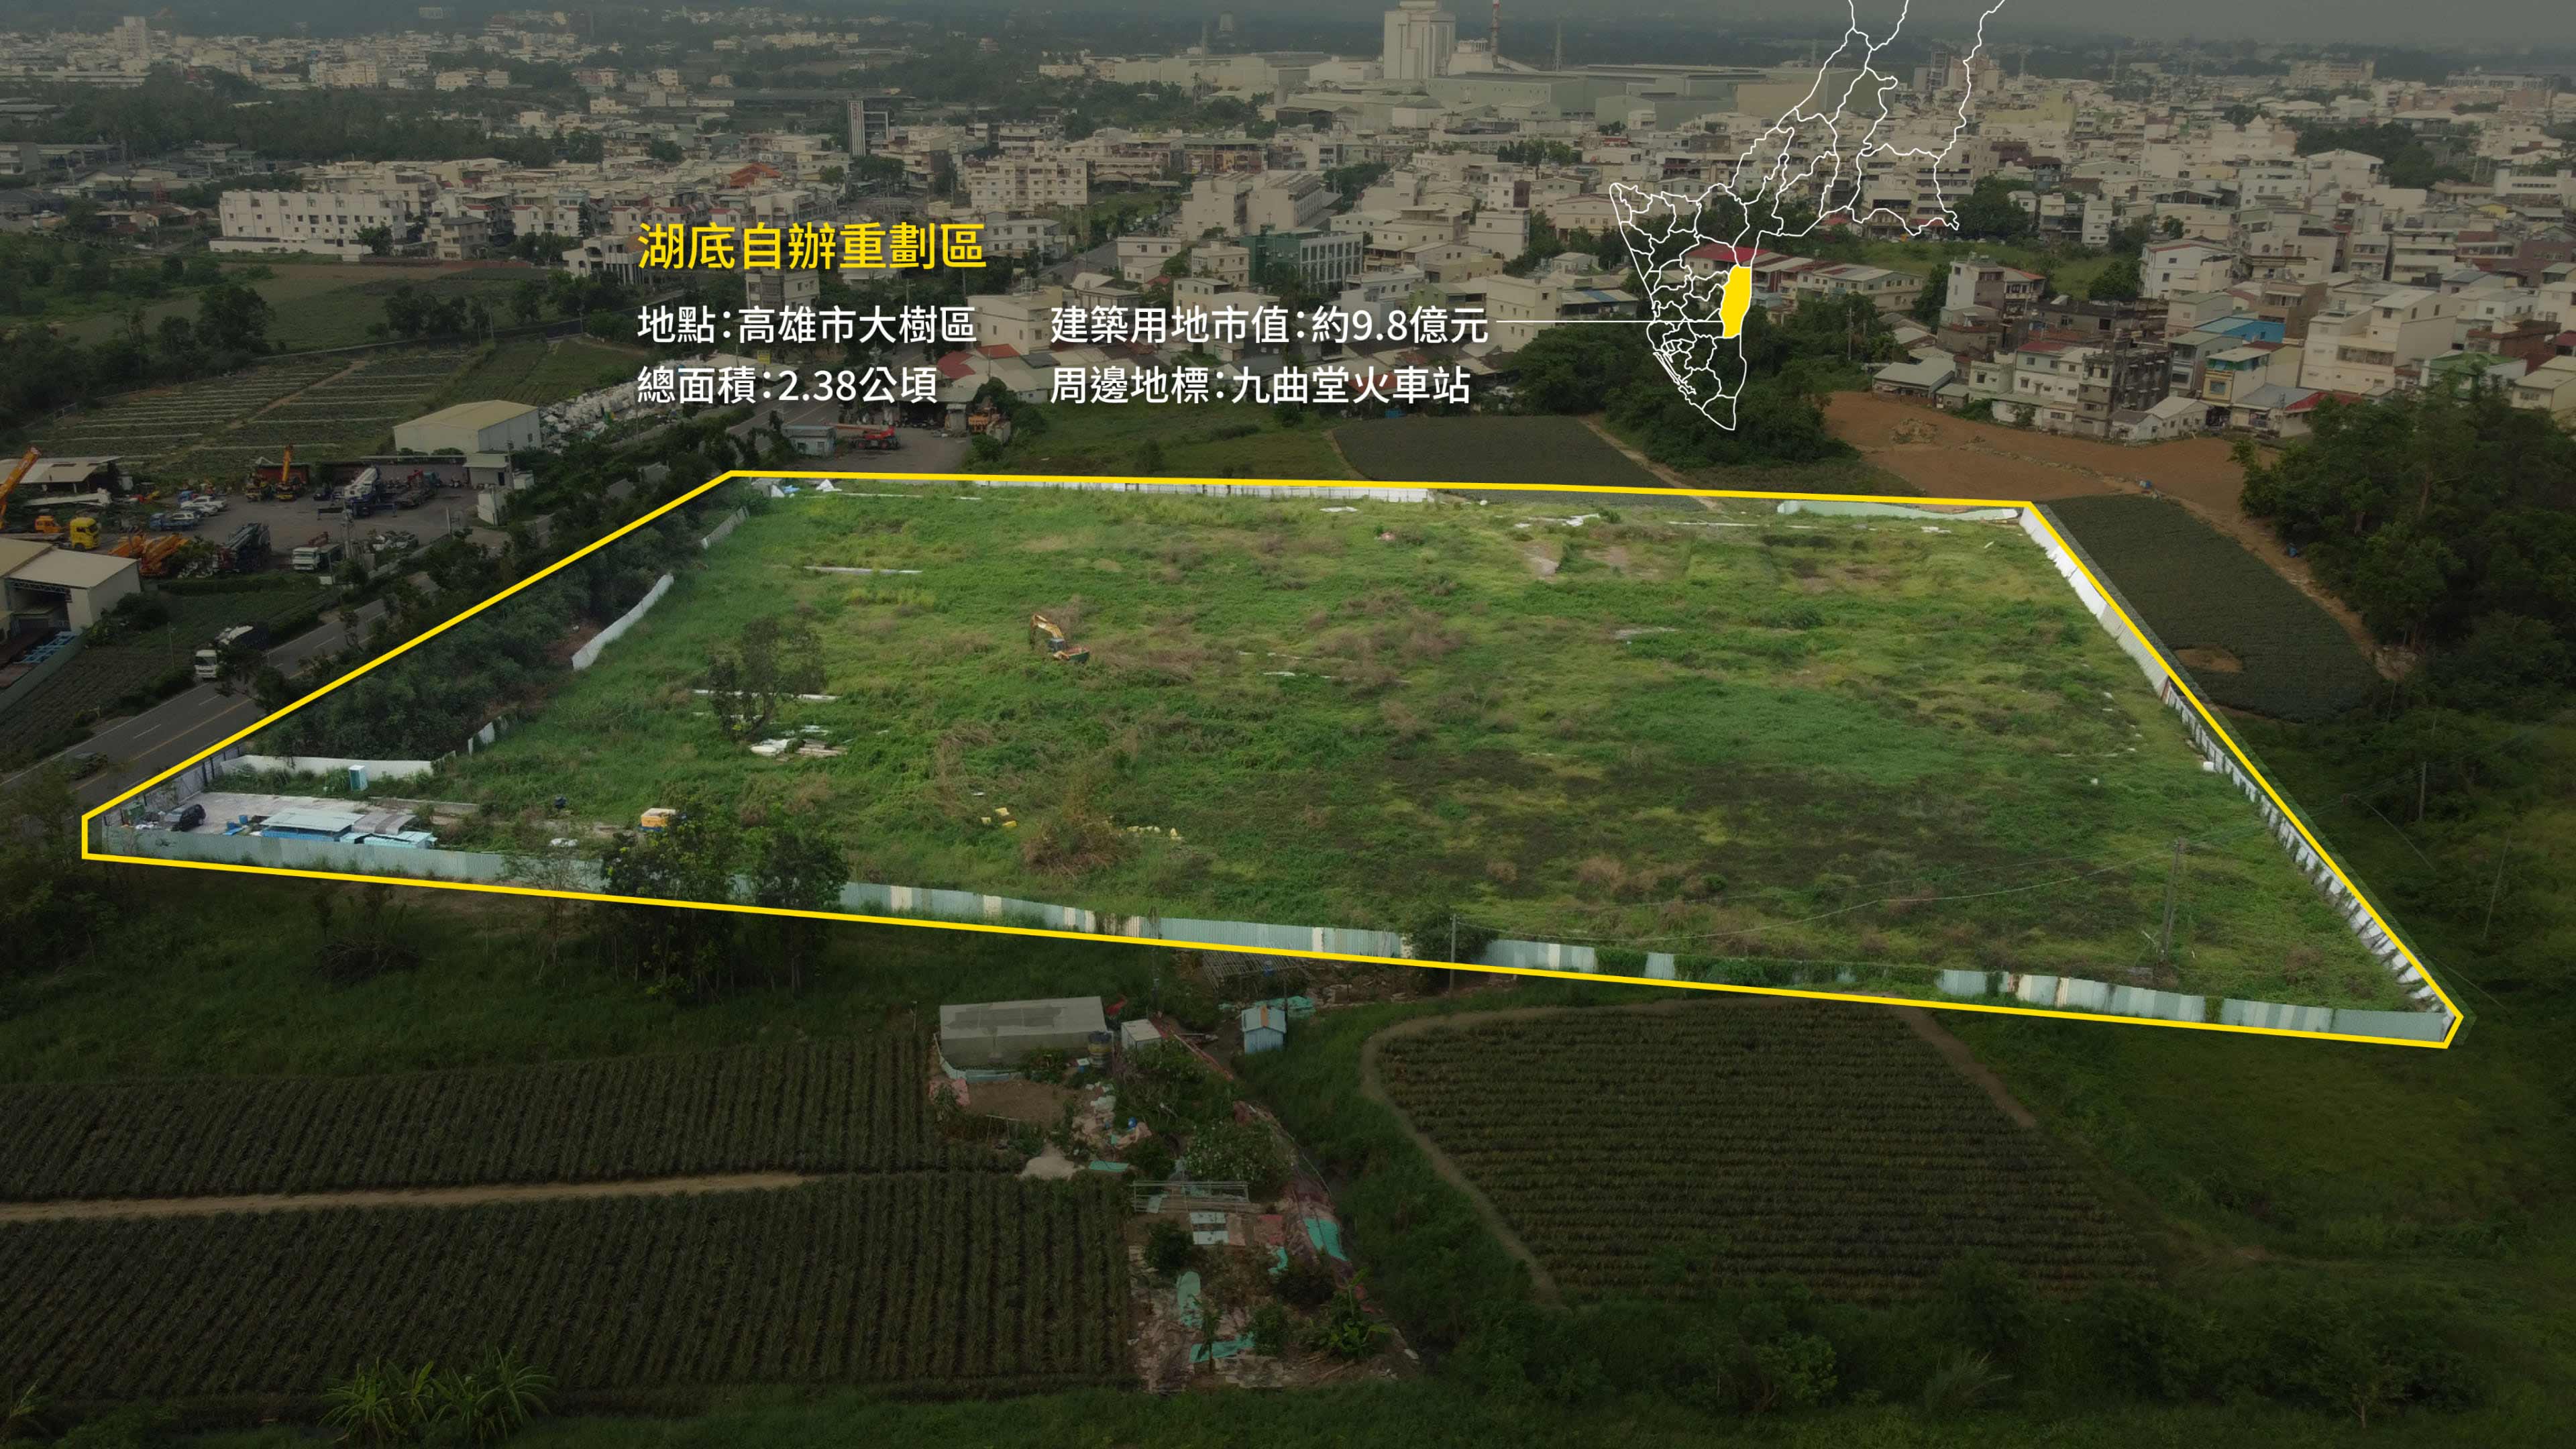 湖底自辦重劃區
地點：高雄市大樹區
總面積：2.38公頃
建築用地市值：約9.8億元
周邊地標：九曲堂火車站